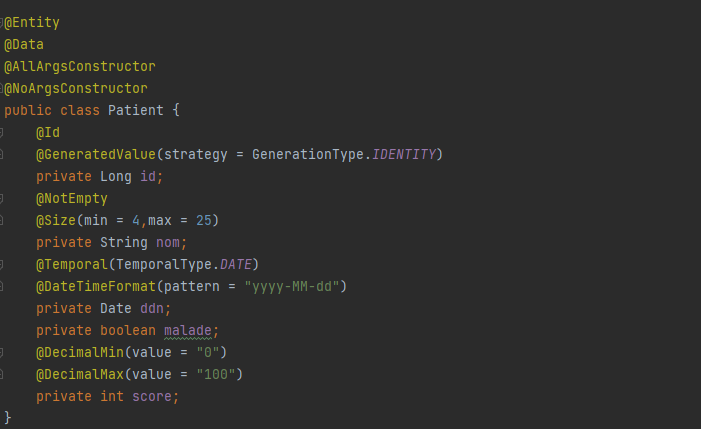 @Entity
@Data
@AllArgsConstructor
@NoArgsConstructor
public class Patient {
    @Id
    @GeneratedValue(strategy = GenerationType.IDENTITY)
    private Long id;
    @NotEmpty
    @Size(min = 4,max = 25)
    private String nom;
    @Temporal(TemporalType.DATE)
    @DateTimeFormat(pattern = "yyyy-MM-dd")
    private Date ddn;
    private boolean malade;
    @DecimalMin(value = "0")
    @DecimalMax(value = "100")
    private int score;
}